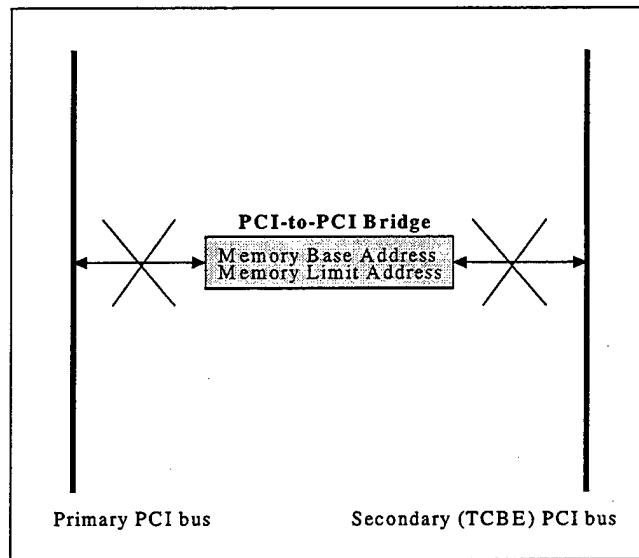 PCI-to-PCI Bridge
Memory Base Address
Memory Limit Address
Primary PCI bus
Secondary (TCBE) PCI bus